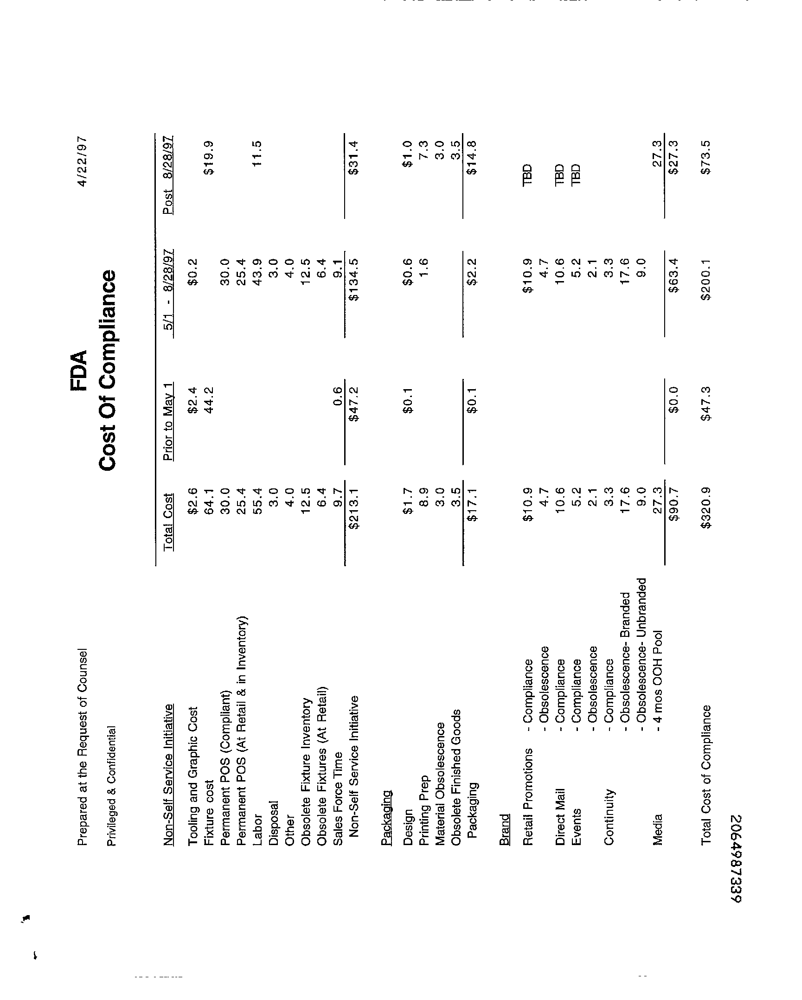 Prepared at the Request of Counsel FDA 4/22/97
Privileged & Confidential Cost Of Compliance
Non-Self Service Initiative Total Cost Prior to May 1 5/1 - 8/28/97 Post 8/28/97
Tooling and Graphic Cost $2.6 $2.4 $0.2
Fixture cost 64.1 44.2 $19.9
Permanent POS (Compliant) 30.0 30.0
Permanent POS (At Retail & in Inventory) 25.4 25.4
Labor 55.4 43.9 11.5
Disposal 3.0 3.0
Other 4.0 4.0
Obsolete Fixture Inventory 12.5 12.5
Obsolete Fixtures (At Retail) 6.4 6.4
Sales Force Time 9.7 0.6 9.1
Non-Self Service Initiative $213.1 $47.2 $134.5 $31.4
Packaging
Design $1.7 $0.1 $0.6 $1.0
Printing Prep 8.9 1.6 7.3
Material Obsolescence 3.0 3.0
Obsolete Finished Goods 3.5 3.5
Packaging $17.1 $0.1 $2.2 $14.8
Brand
Retail Promotions - Compliance $10.9 $10.9 TBD
- Obsolescence 4.7 4.7
Direct Mail - Compliance 10.6 10.6 TBD
Events - Compliance 5.2 5.2 TBD
- Obsolescence 2.1 2.1
Continuity - Compliance 3.3 3.3
- Obsolescence- Branded 17.6 17.6
- Obsolescence- Unbranded 9.0 9.0
Media - 4 mos OOH Pool 27.3 27.3
$90.7 $0.0 $63.4 $27.3
Total Cost of Compliance $320.9 $47.3 $200.1 $73.5
2064987339